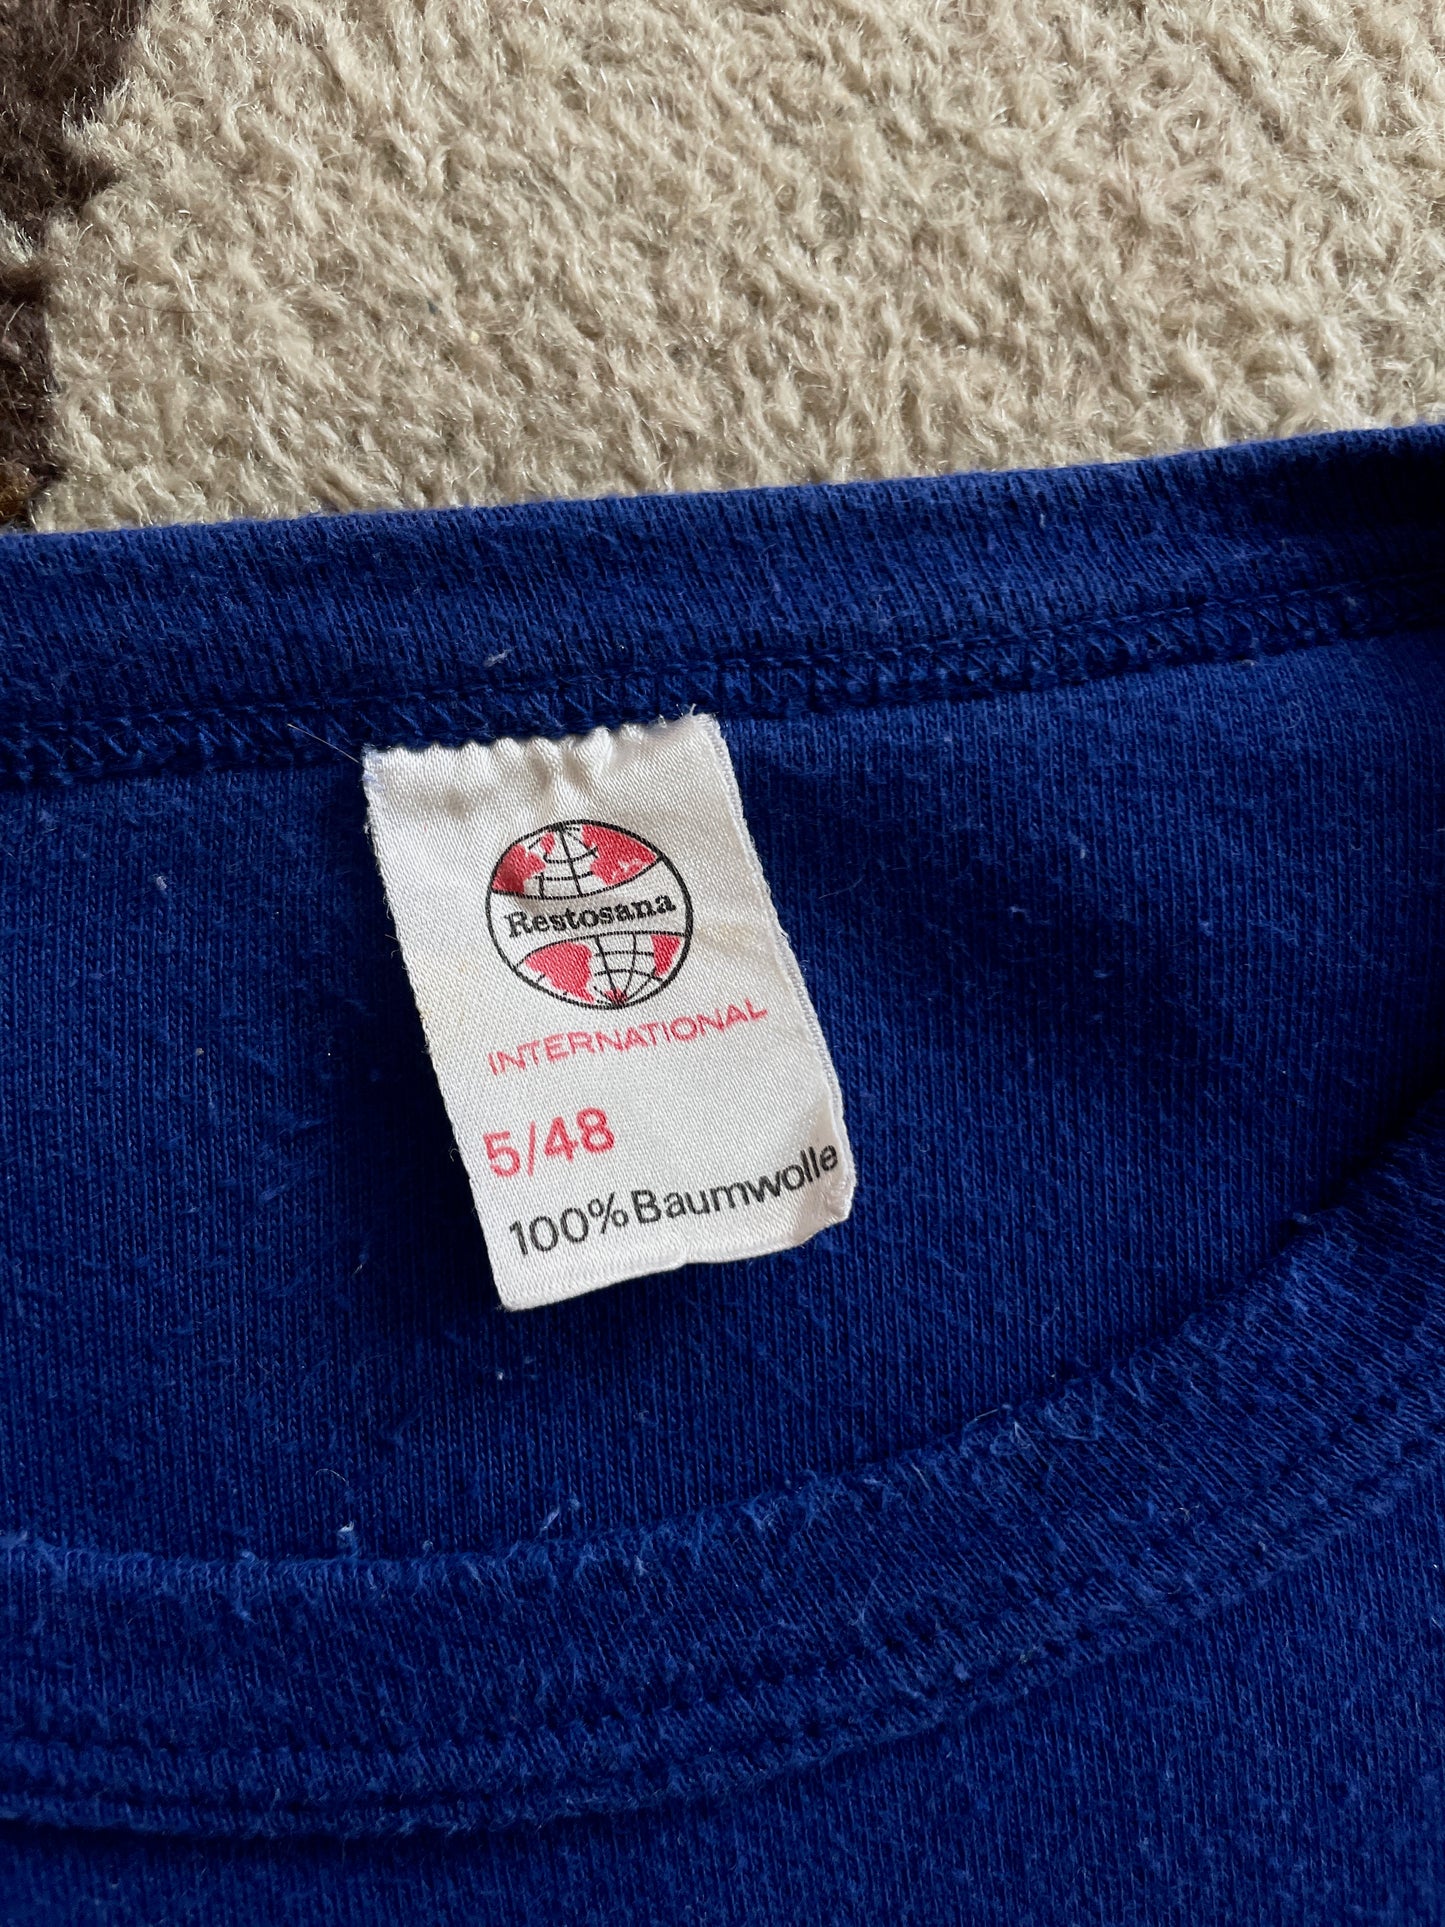 Restosana
INTERNATIONAL
5/48
100% Baumwolle